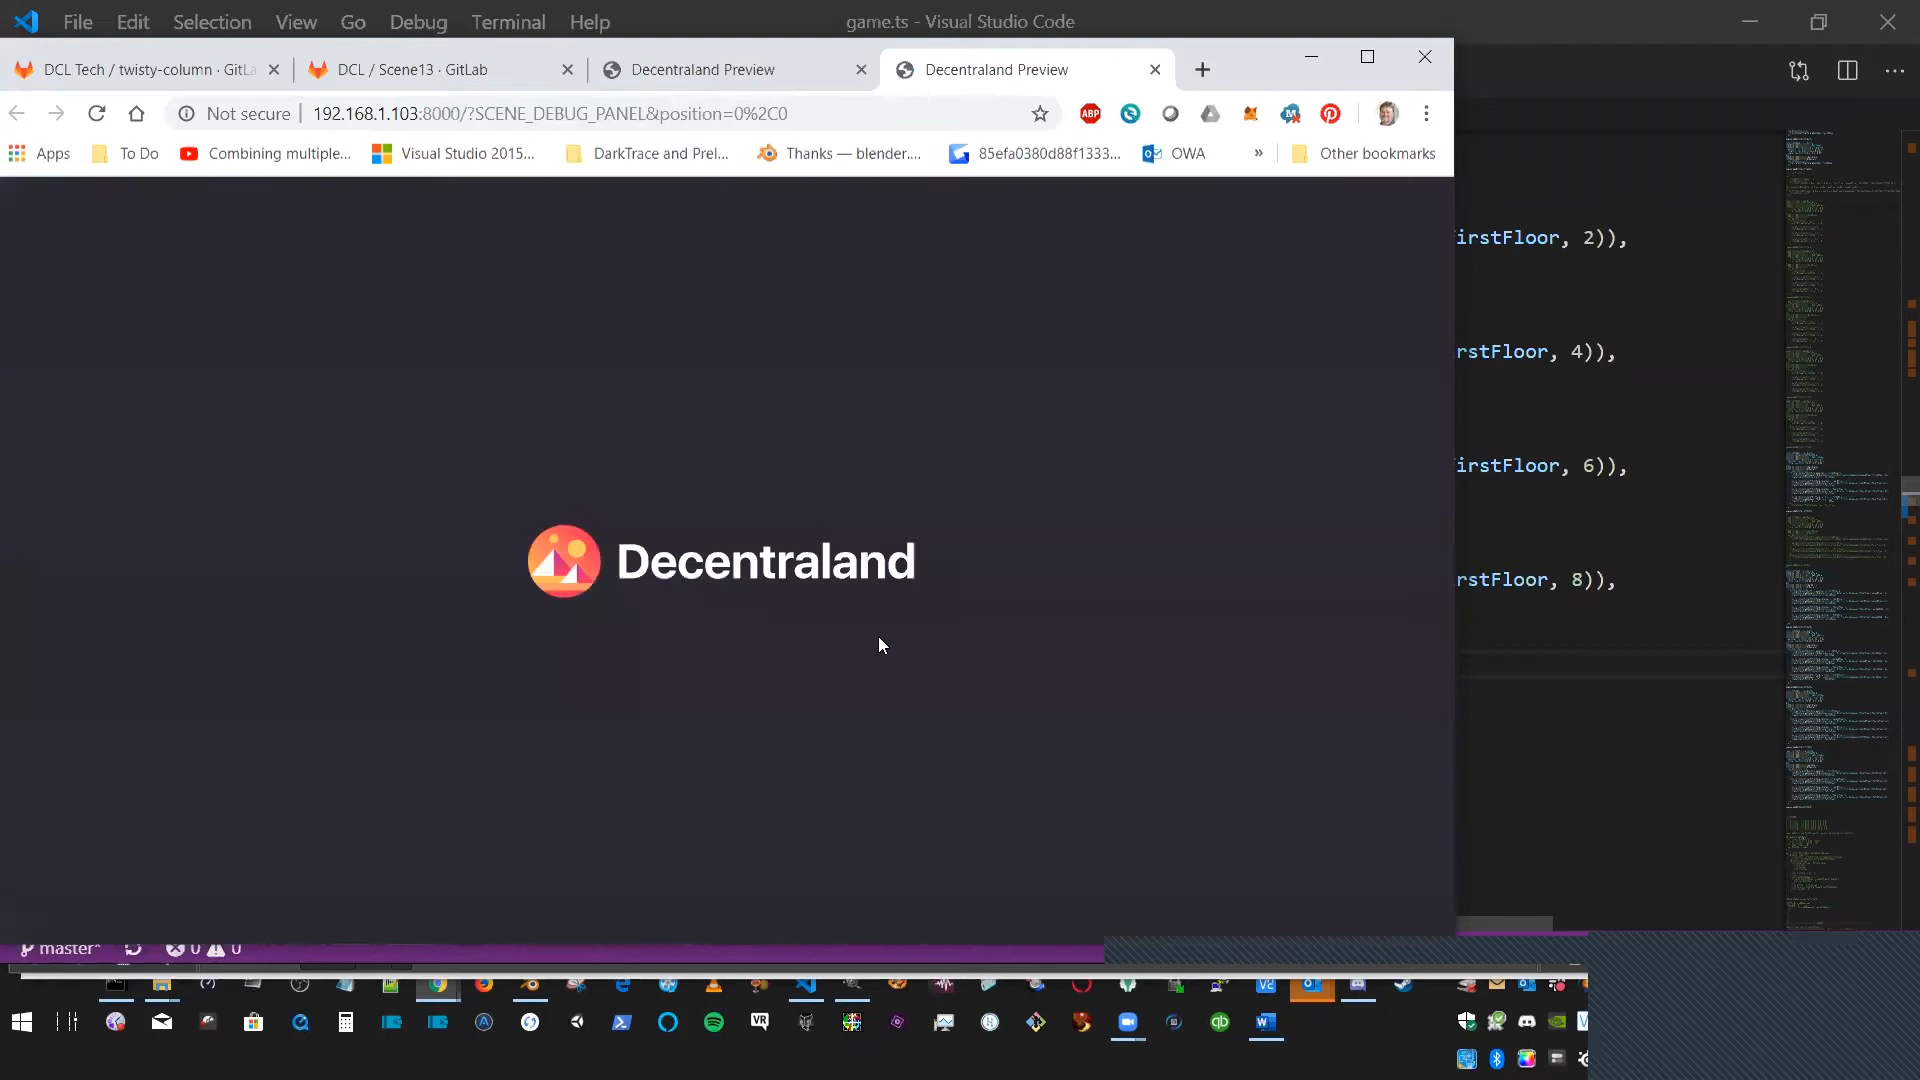 File Edit Selection View Go Debug Terminal Help game.ts - Visual Studio Code
DCL Tech / twisty-column · GitLa
DCL / Scene13 · GitLab
Decentraland Preview
Decentraland Preview
Not secure 192.168.1.103:8000/?SCENE_DEBUG_PANEL&position=0%2C0
ABP
Apps To Do Combining multiple... Visual Studio 2015... DarkTrace and Prel... Thanks — blender.... 85efa0380d88f1333... OWA » Other bookmarks
irstFloor, 2)),
rstFloor, 4)),
irstFloor, 6)),
rstFloor, 8)),
Decentraland
master* 0 0
VR
qb